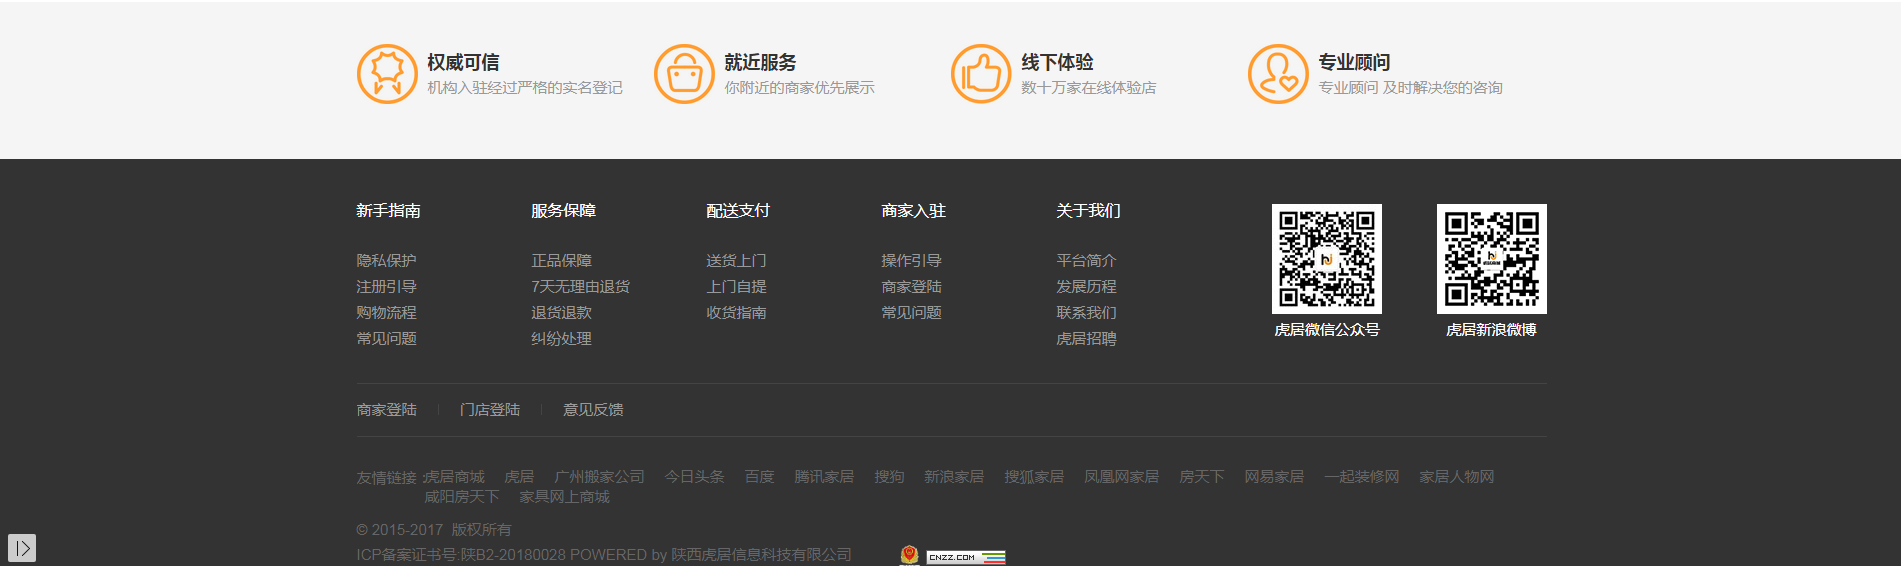 权威可信
机构入驻经过严格的实名登记
就近服务
你附近的商家优先展示
线下体验
数十万家在线体验店
专业顾问
专业顾问 及时解决您的咨询
新手指南
隐私保护
注册引导
购物流程
常见问题
服务保障
正品保障
7天无理由退货
退货退款
纠纷处理
配送支付
送货上门
上门自提
收货指南
商家入驻
操作引导
商家登陆
常见问题
关于我们
平台简介
发展历程
联系我们
虎居招聘
虎居微信公众号
虎居新浪微博
商家登陆 门店登陆 意见反馈
友情链接：虎居商城 虎居 广州搬家公司 今日头条 百度 腾讯家居 搜狗 新浪家居 搜狐家居 凤凰网家居 房天下 网易家居 一起装修网 家居人物网
咸阳房天下 家具网上商城
© 2015-2017 版权所有
ICP备案证书号:陕B2-20180028 POWERED by 陕西虎居信息科技有限公司
CNZZ.COM